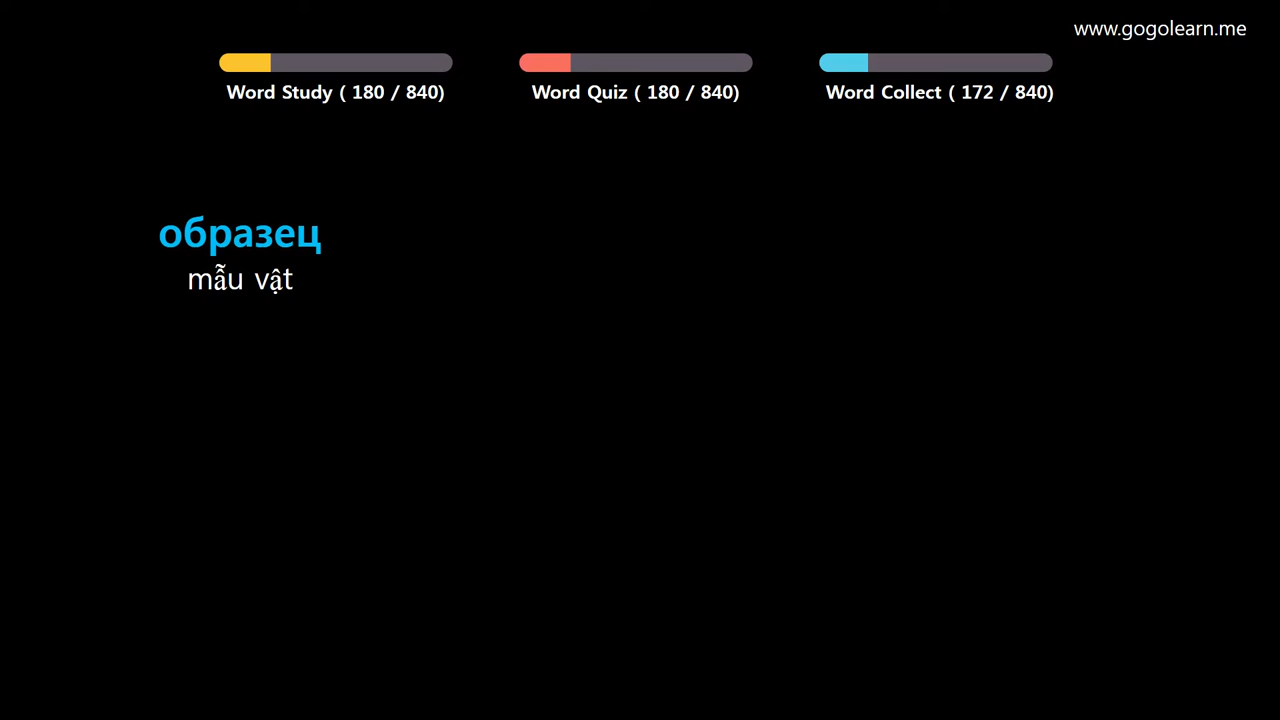 www.gogolearn.me
Word Study ( 180 / 840)
Word Quiz ( 180 / 840)
Word Collect ( 172 / 840)
образец
mẫu vật